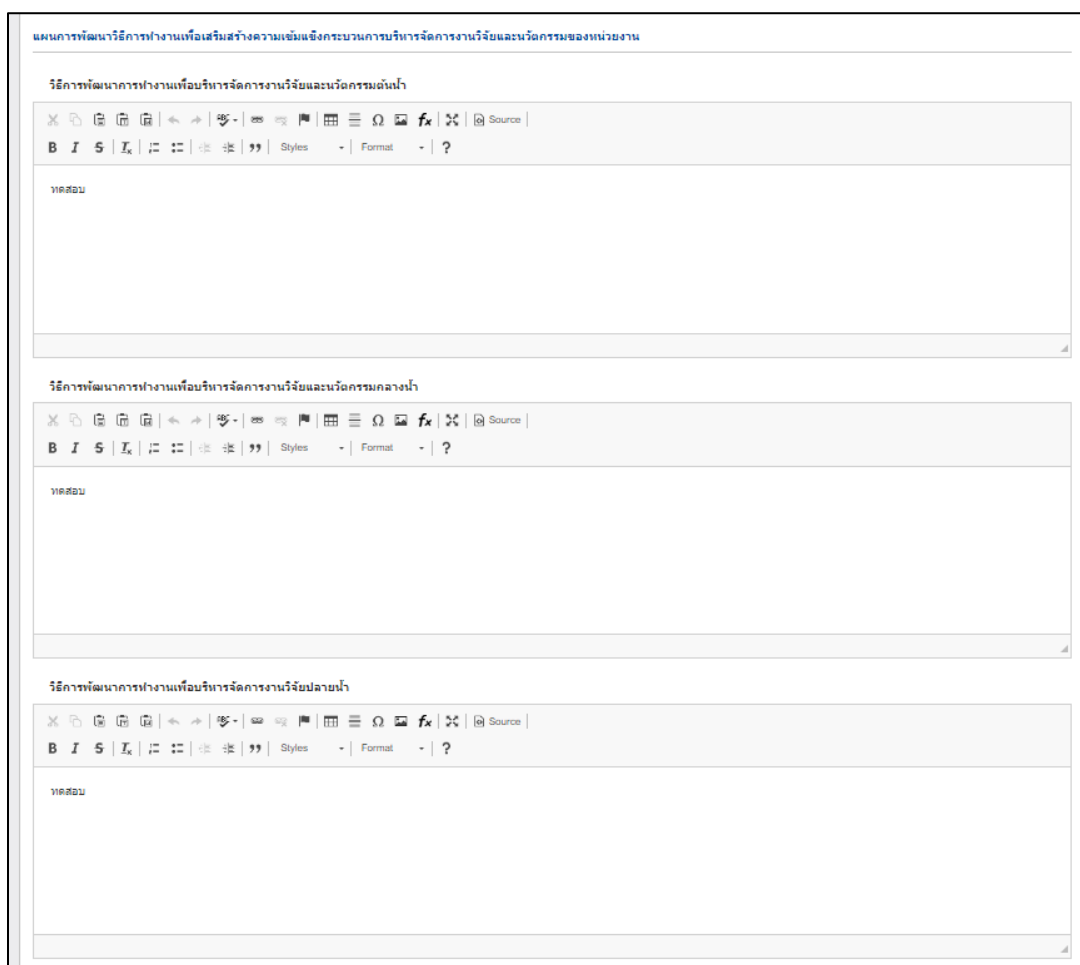 แผนการพัฒนาวิธีการทำงานเพื่อเสริมสร้างความเข้มแข็งกระบวนการบริหารจัดการงานวิจัยและนวัตกรรมของหน่วยงาน
วิธีการพัฒนาการทำงานเพื่อบริหารจัดการงานวิจัยและนวัตกรรมต้นน้ำ
Source
Styles Format ?
ทดสอบ
วิธีการพัฒนาการทำงานเพื่อบริหารจัดการงานวิจัยและนวัตกรรมกลางน้ำ
Source
Styles Format ?
ทดสอบ
วิธีการพัฒนาการทำงานเพื่อบริหารจัดการงานวิจัยปลายน้ำ
Source
Styles Format ?
ทดสอบ